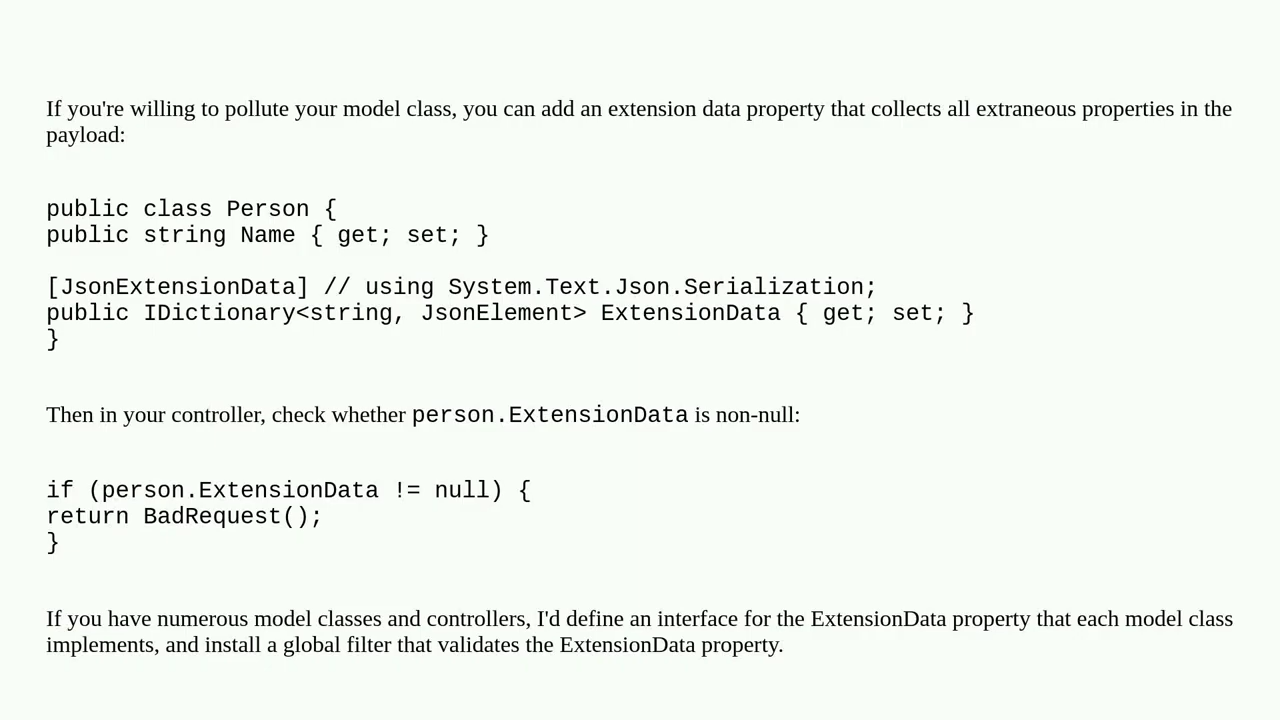 If you're willing to pollute your model class, you can add an extension data property that collects all extraneous properties in the
payload:
public class Person {
public string Name { get; set; }
[JsonExtensionData] // using System.Text.Json.Serialization;
public IDictionary<string, JsonElement> ExtensionData { get; set; }
}
Then in your controller, check whether person.ExtensionData is non-null:
if (person.ExtensionData != null) {
return BadRequest();
}
If you have numerous model classes and controllers, I'd define an interface for the ExtensionData property that each model class
implements, and install a global filter that validates the ExtensionData property.